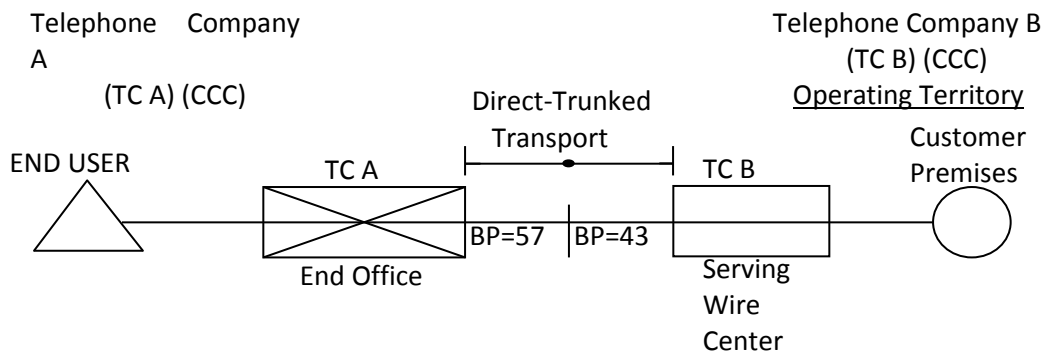 Telephone Company
A
(TC A) (CCC)
Telephone Company B
(TC B) (CCC)
Operating Territory
Direct-Trunked
Transport
END USER
TC A
TC B
Customer
Premises
BP=57
BP=43
End Office
Serving
Wire
Center